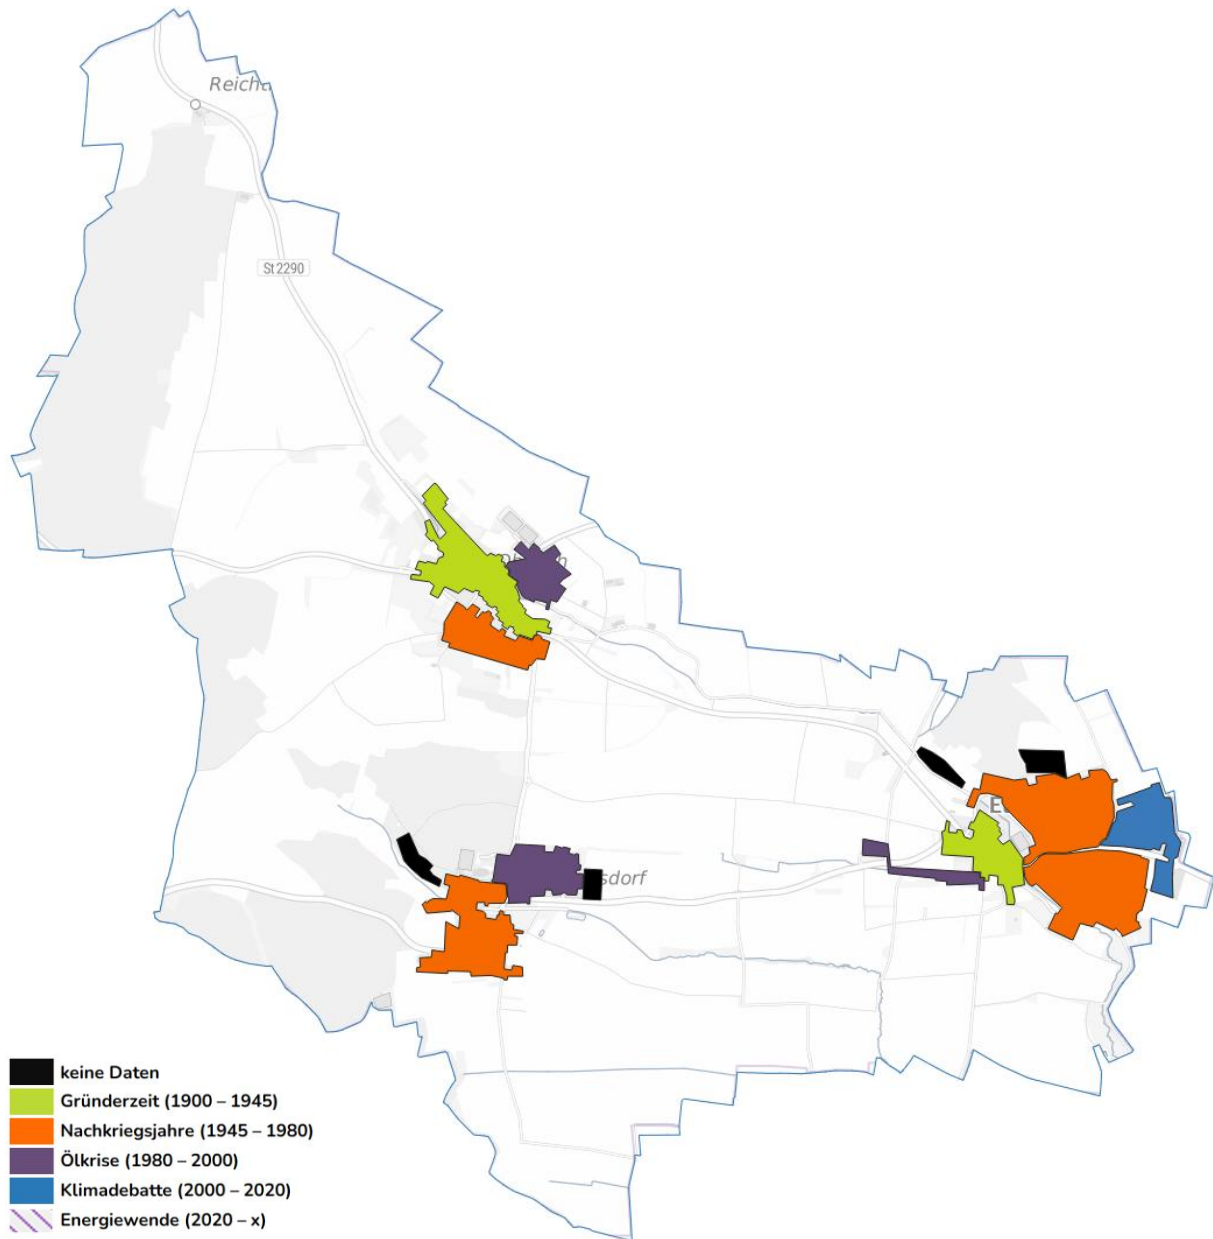 Reich
St 2290
E
sdorf
keine Daten
Gründerzeit (1900 – 1945)
Nachkriegsjahre (1945 – 1980)
Ölkrise (1980 – 2000)
Klimadebatte (2000 – 2020)
Energiewende (2020 – x)